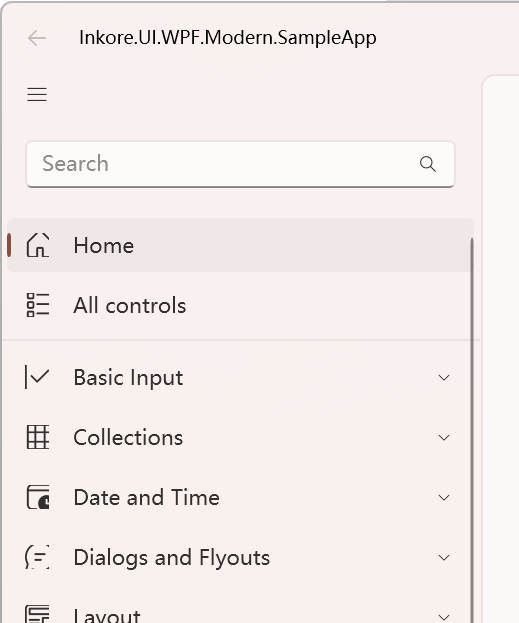 Inkore.UI.WPF.Modern.SampleApp
Search
Home
All controls
Basic Input
Collections
Date and Time
Dialogs and Flyouts
Layout